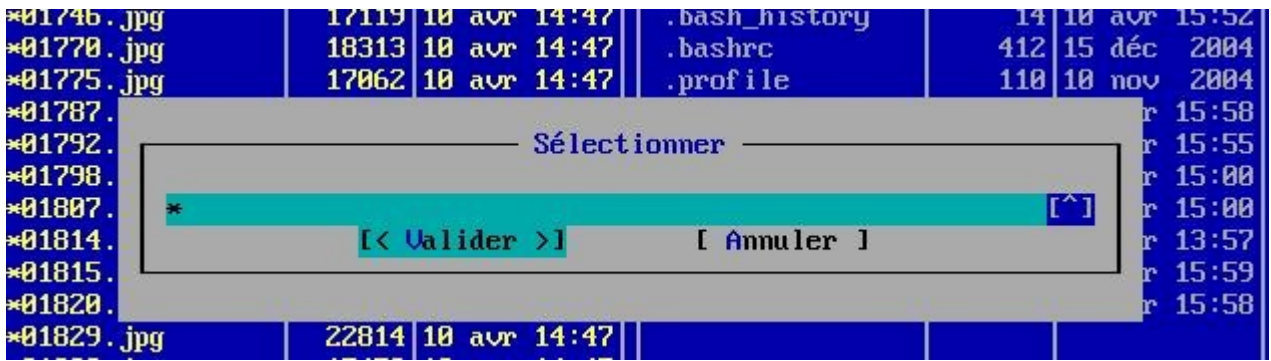 *01746.jpg 17119 10 avr 14:47 .bash_history 14 10 avr 15:52
*01770.jpg 18313 10 avr 14:47 .bashrc 412 15 déc 2004
*01775.jpg 17062 10 avr 14:47 .profile 110 10 nov 2004
*01787. r 15:58
Sélectionner
*01792. r 15:55
*01798. r 15:00
*01807. * [^] r 15:00
*01814. [< Valider >] [ Annuler ] r 13:57
*01815. r 15:59
*01820. r 15:58
*01829.jpg 22814 10 avr 14:47